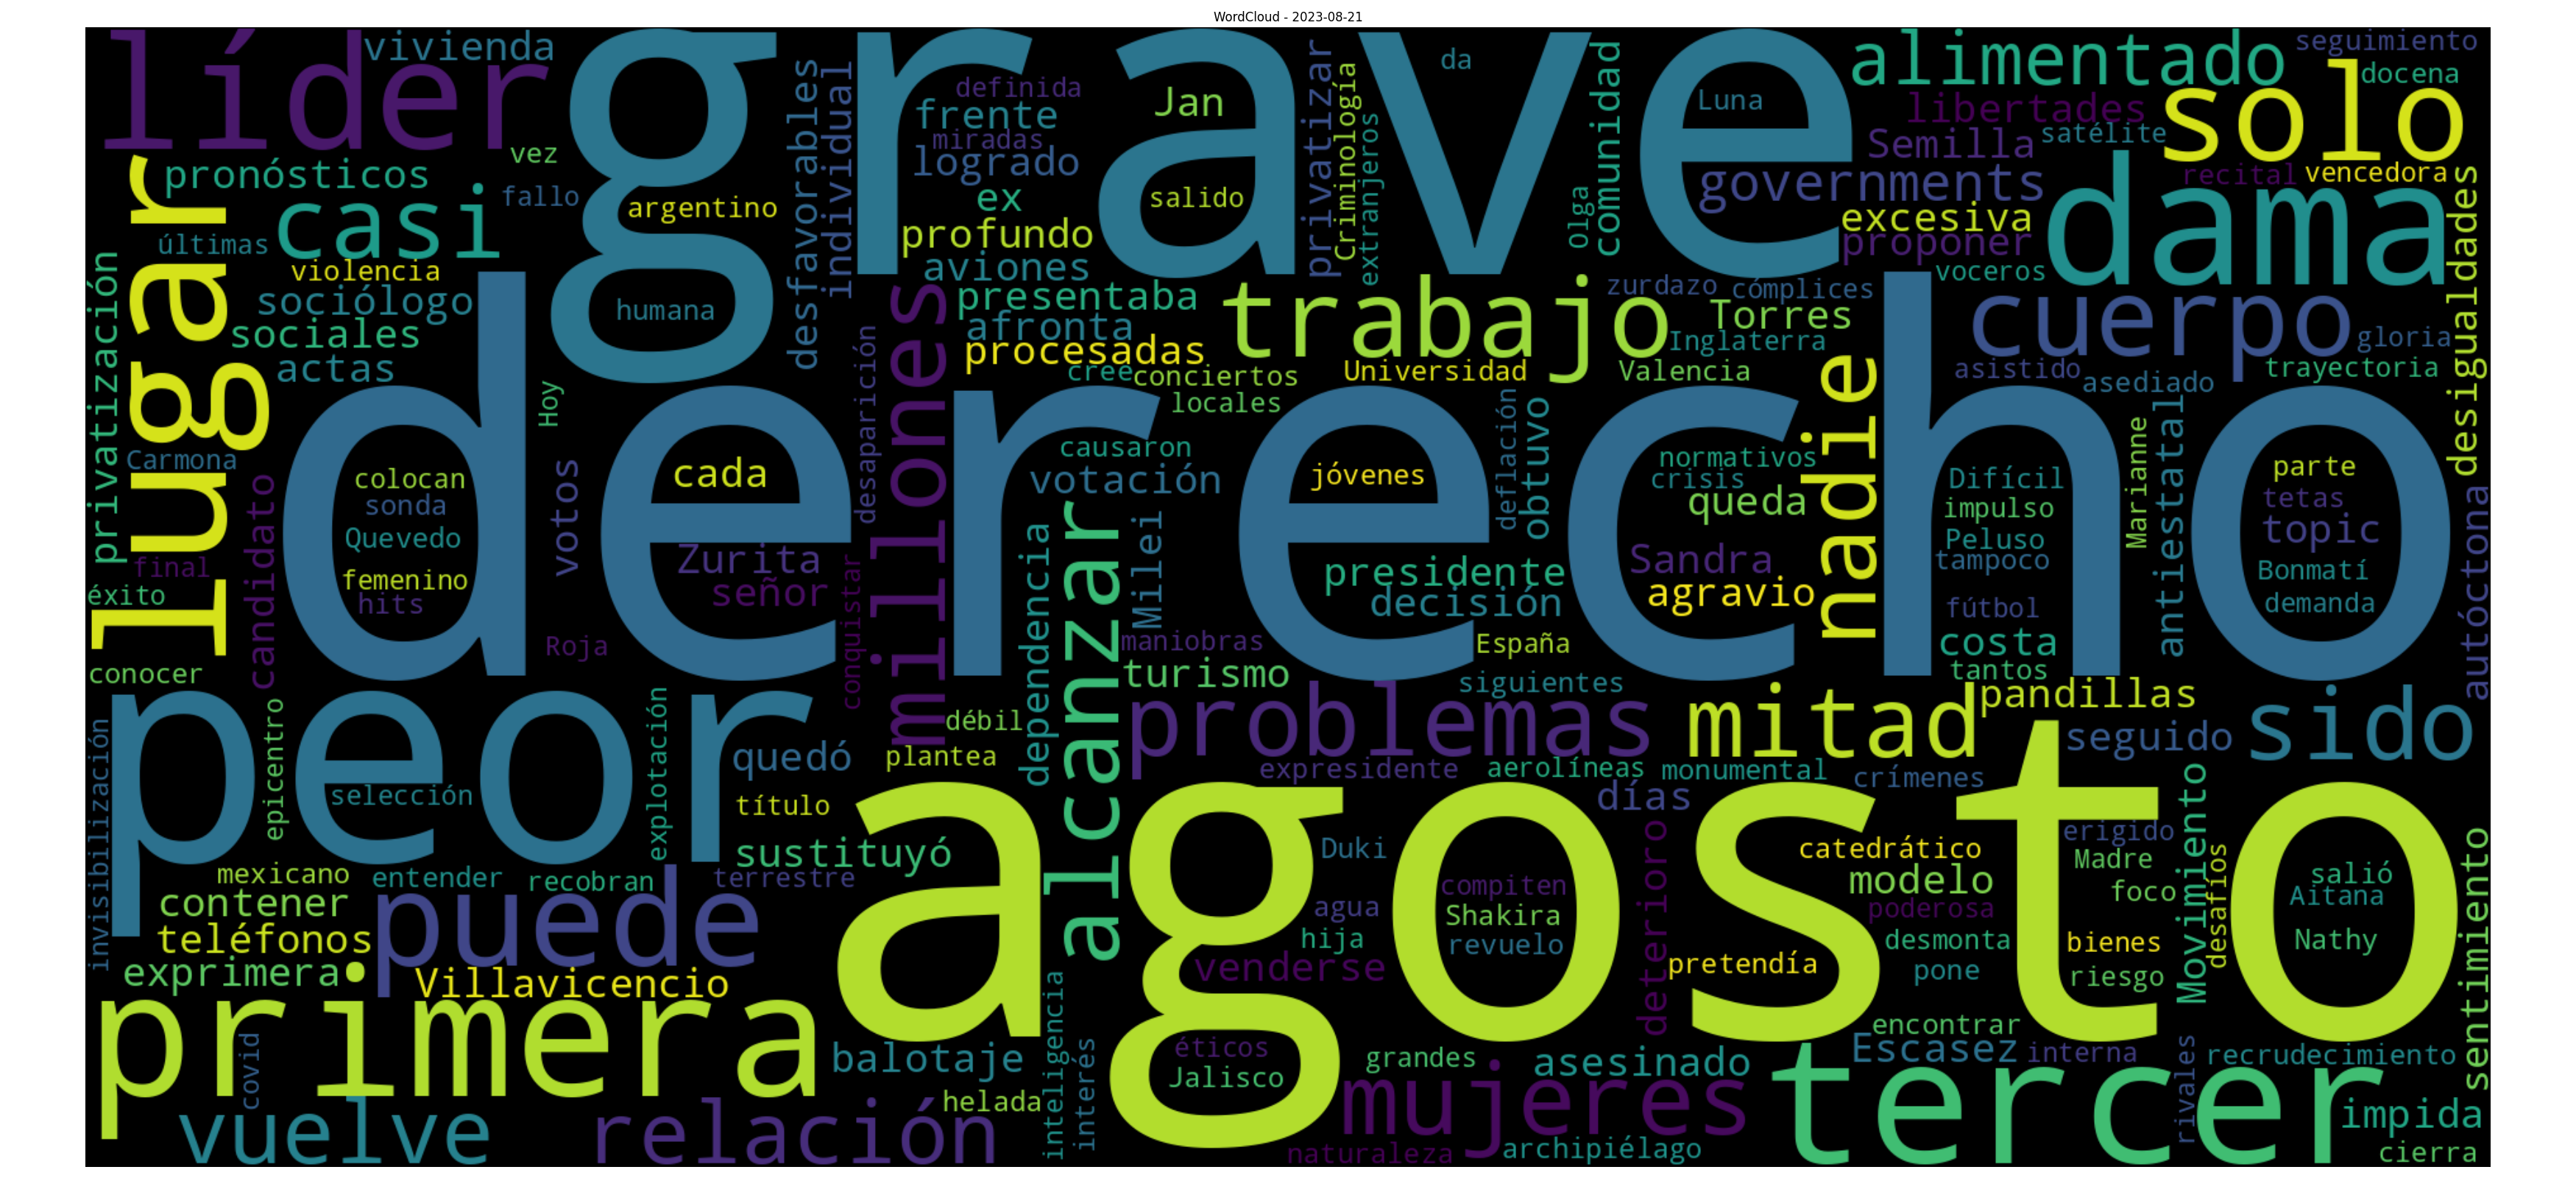 WordCloud - 2023-08-21
líder
vivienda
grave
da
Luna
alimentado
seguimiento
docena
solo
libertades
Semilla
satélite
recital
vencedora
governments
excesiva
proponer
voceros
dama
desigualdades
pronósticos
vez
fallo
casi
últimas
argentino
violencia
sociólogo
sociales
actas
humana
desfavorables
individual
definida
frente
miradas
logrado
ex
profundo
aviones
presentaba
afronta
procesadas
Jan
salido
privatizar
Criminología
extranjeros
Olga
comunidad
lugar
privatización
Carmona
trabajo
zurdazo
cómplices
Torres
Inglaterra
cuerpo
gloria
asistido
asediado
trayectoria
cree
conciertos
locales
Universidad
Valencia
derecho
Hoy
desaparición
millones
causaron
votación
jóvenes
deflación
obtuvo
normativos
crisis
queda
nadie
Difícil
impulso
Peluso
tampoco
fútbol
costa
tantos
Marianne
antiestatal
parte
tetas
topic
Bonmatí
demanda
autóctona
colocan
sonda
Quevedo
femenino
hits
votos
cada
Zurita
señor
Roja
conquistar
candidato
final
éxito
conocer
dependencia
alcanzar
Milei
presidente
decisión
Sandra
agravio
maniobras
España
turismo
siguientes
peor
invisibilización
epicentro
selección
explotación
quedó
título
sustituyó
débil
plantea
problemas
mitad
pandillas
seguido
sido
expresidente
aerolíneas
monumental
crímenes
días
agosto
mexicano
entender
recobran
terrestre
contener
teléfonos
exprimera
puede
Villavicencio
primera
Duki
agua
hija
venderse
compiten
Shakira
revuelo
deterioro
catedrático
modelo
poderosa
desmonta
pone
pretendía
erigido
Madre
foco
bienes
riesgo
Movimiento
desafíos
salió
Aitana
Nathy
sentimiento
covid
balotaje
helada
inteligencia
interés
éticos
Jalisco
grandes
asesinado
encontrar
Escasez
interna
rivales
recrudecimiento
vuelve
relación
mujeres
naturaleza
archipiélago
tercer
impida
cierra